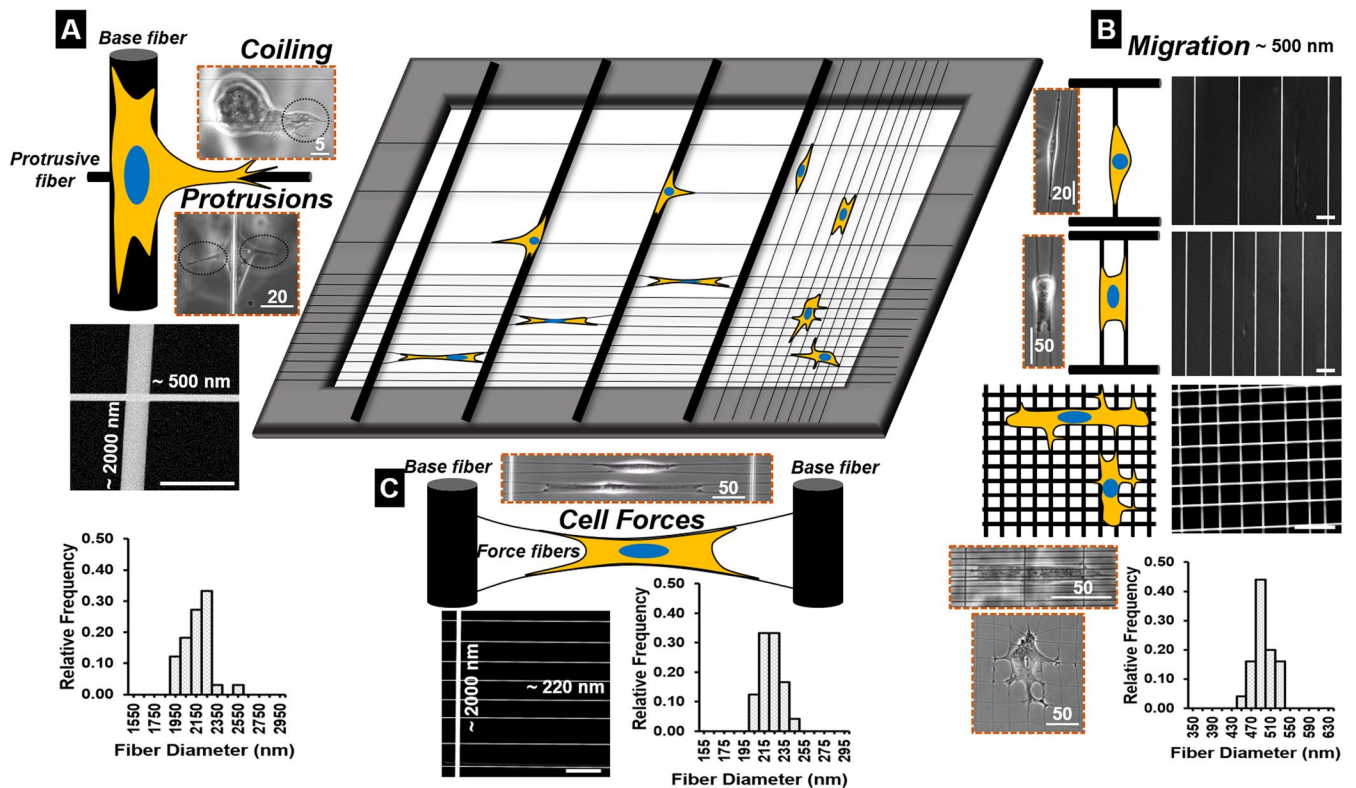 A
Base fiber
Coiling
5
Protrusive
fiber
Protrusions
20
~ 500 nm
~ 2000 nm
0.50
0.40
0.30
0.20
0.10
0.00
Relative Frequency
1550
1750
1950
2150
2350
2550
2750
2950
Fiber Diameter (nm)
B
Migration ~ 500 nm
20
50
50
50
0.50
0.40
0.30
0.20
0.10
0.00
Relative Frequency
350
390
430
470
510
550
590
630
Fiber Diameter (nm)
C
Base fiber
50
Base fiber
Cell Forces
Force fibers
~ 2000 nm
~ 220 nm
0.50
0.40
0.30
0.20
0.10
0.00
Relative Frequency
155
175
195
215
235
255
275
295
Fiber Diameter (nm)